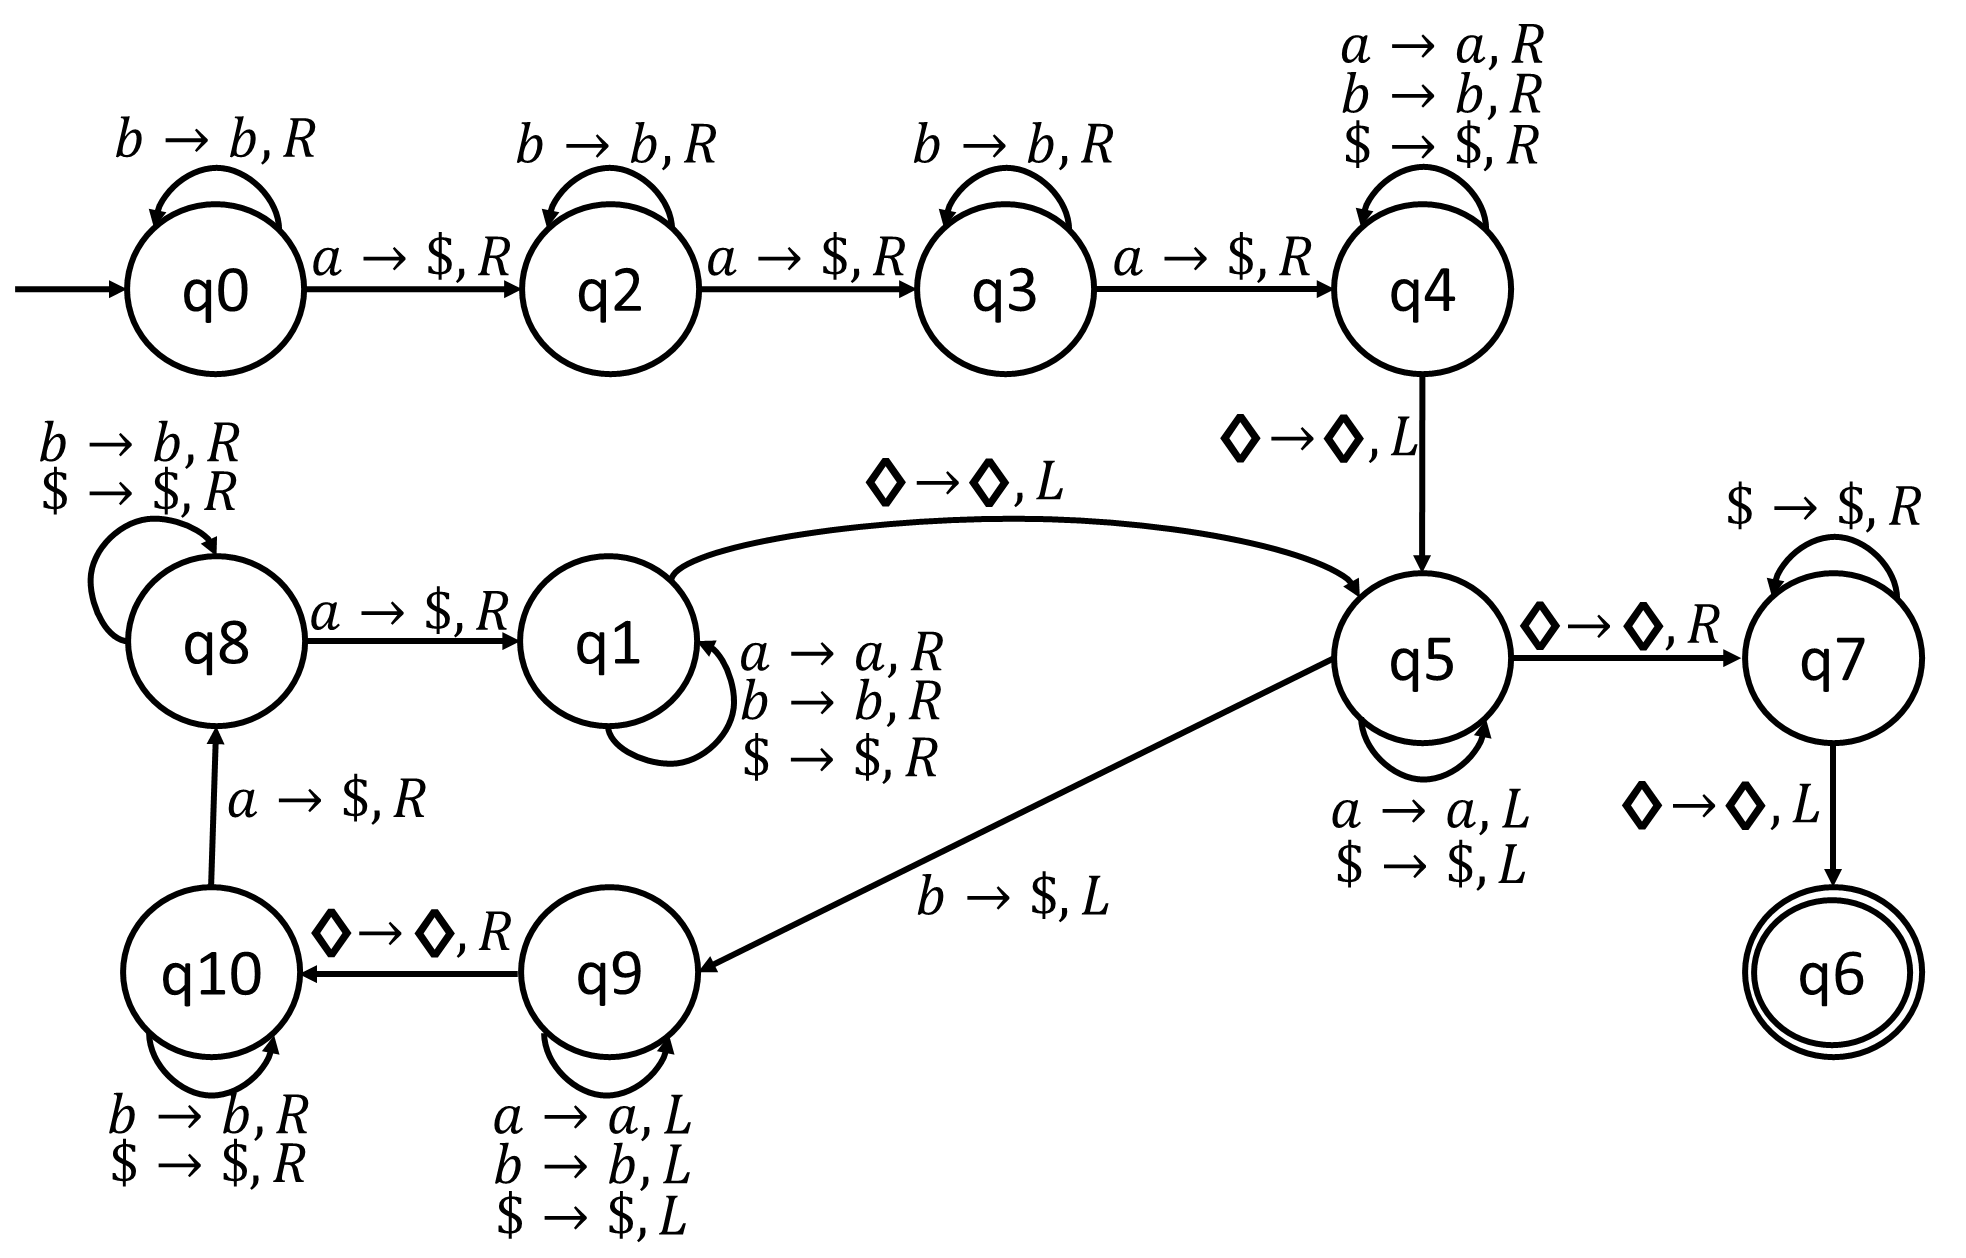 a → a, R
b → b, R
$ → $, R
b → b, R
b → b, R
b → b, R
q0
a → $, R
q2
a → $, R
q3
a → $, R
q4
◊ → ◊, L
b → b, R
$ → $, R
◊ → ◊, L
$ → $, R
q8
a → $, R
q1
a → a, R
b → b, R
$ → $, R
q5
◊ → ◊, R
q7
a → a, L
$ → $, L
◊ → ◊, L
a → $, R
b → $, L
q10
◊ → ◊, R
q9
q6
b → b, R
$ → $, R
a → a, L
b → b, L
$ → $, L